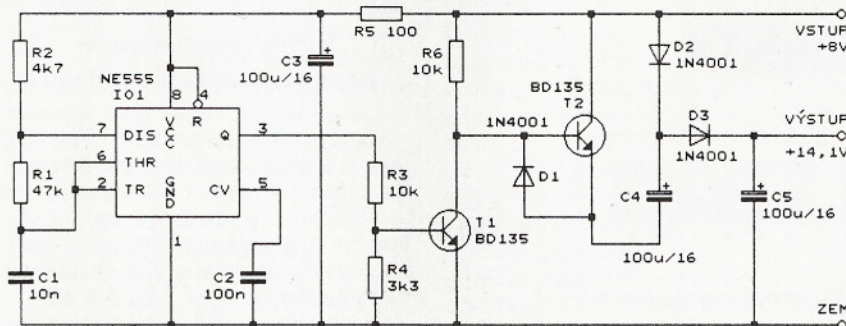 R5 100
R2
4k7
NE555
IO1
8
4
C3
+
100u/16
R6
10k
BD135
T2
1N4001
D2
1N4001
VSTUP
+8V
VCC
R
7
DIS
Q
3
6
THR
2
TR
GND
CV
5
1
R1
47k
R3
10k
D1
D3
1N4001
VÝSTUP
+14,1V
C4
+
100u/16
C5
+
100u/16
T1
BD135
R4
3k3
C1
10n
C2
100n
ZEM